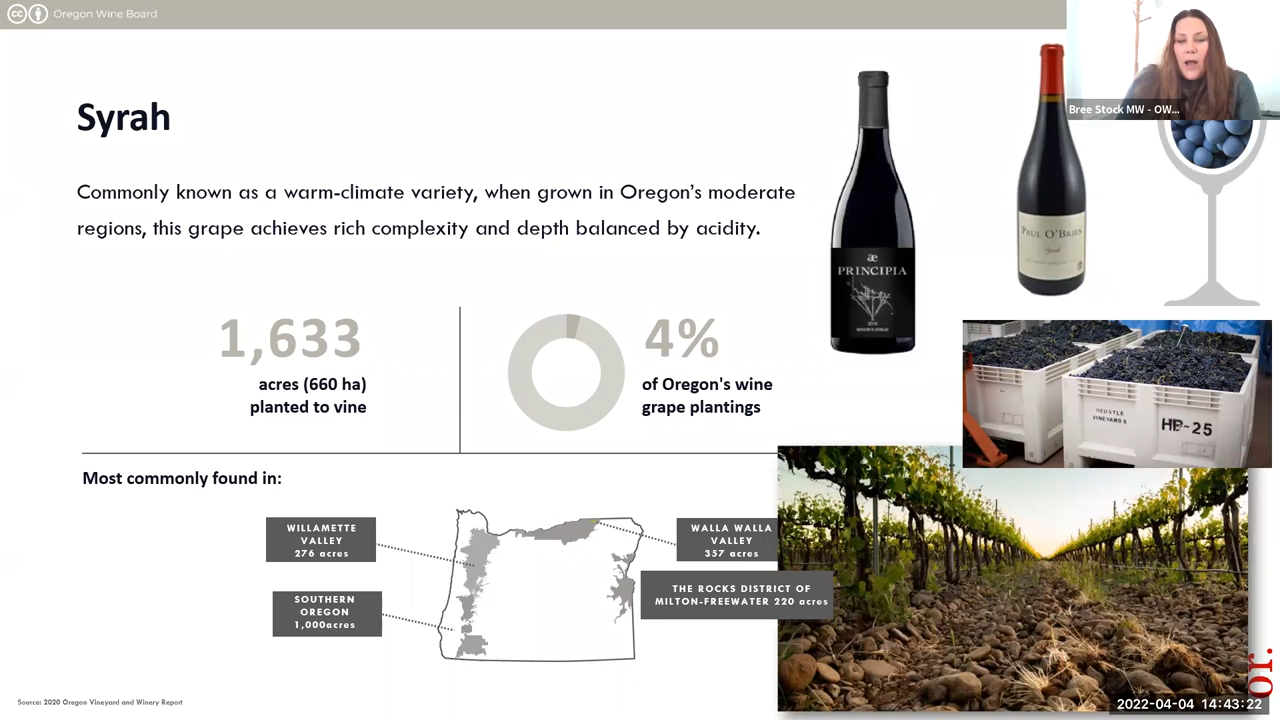 Oregon Wine Board
Bree Stock MW - OW...
Syrah
Commonly known as a warm-climate variety, when grown in Oregon's moderate
regions, this grape achieves rich complexity and depth balanced by acidity.
æ
PRINCIPIA
PAUL O'BRIEN
Syrah
1,633
acres (660 ha)
planted to vine
4%
of Oregon's wine
grape plantings
REUSTLE
VINEYARDS
HP-25
Most commonly found in:
WILLAMETTE
VALLEY
276 acres
SOUTHERN
OREGON
1,000acres
WALLA WALLA
VALLEY
357 acres
THE ROCKS DISTRICT OF
MILTON-FREEWATER 220 acres
or.
Source: 2020 Oregon Vineyard and Winery Report
2022-04-04 14:43:22